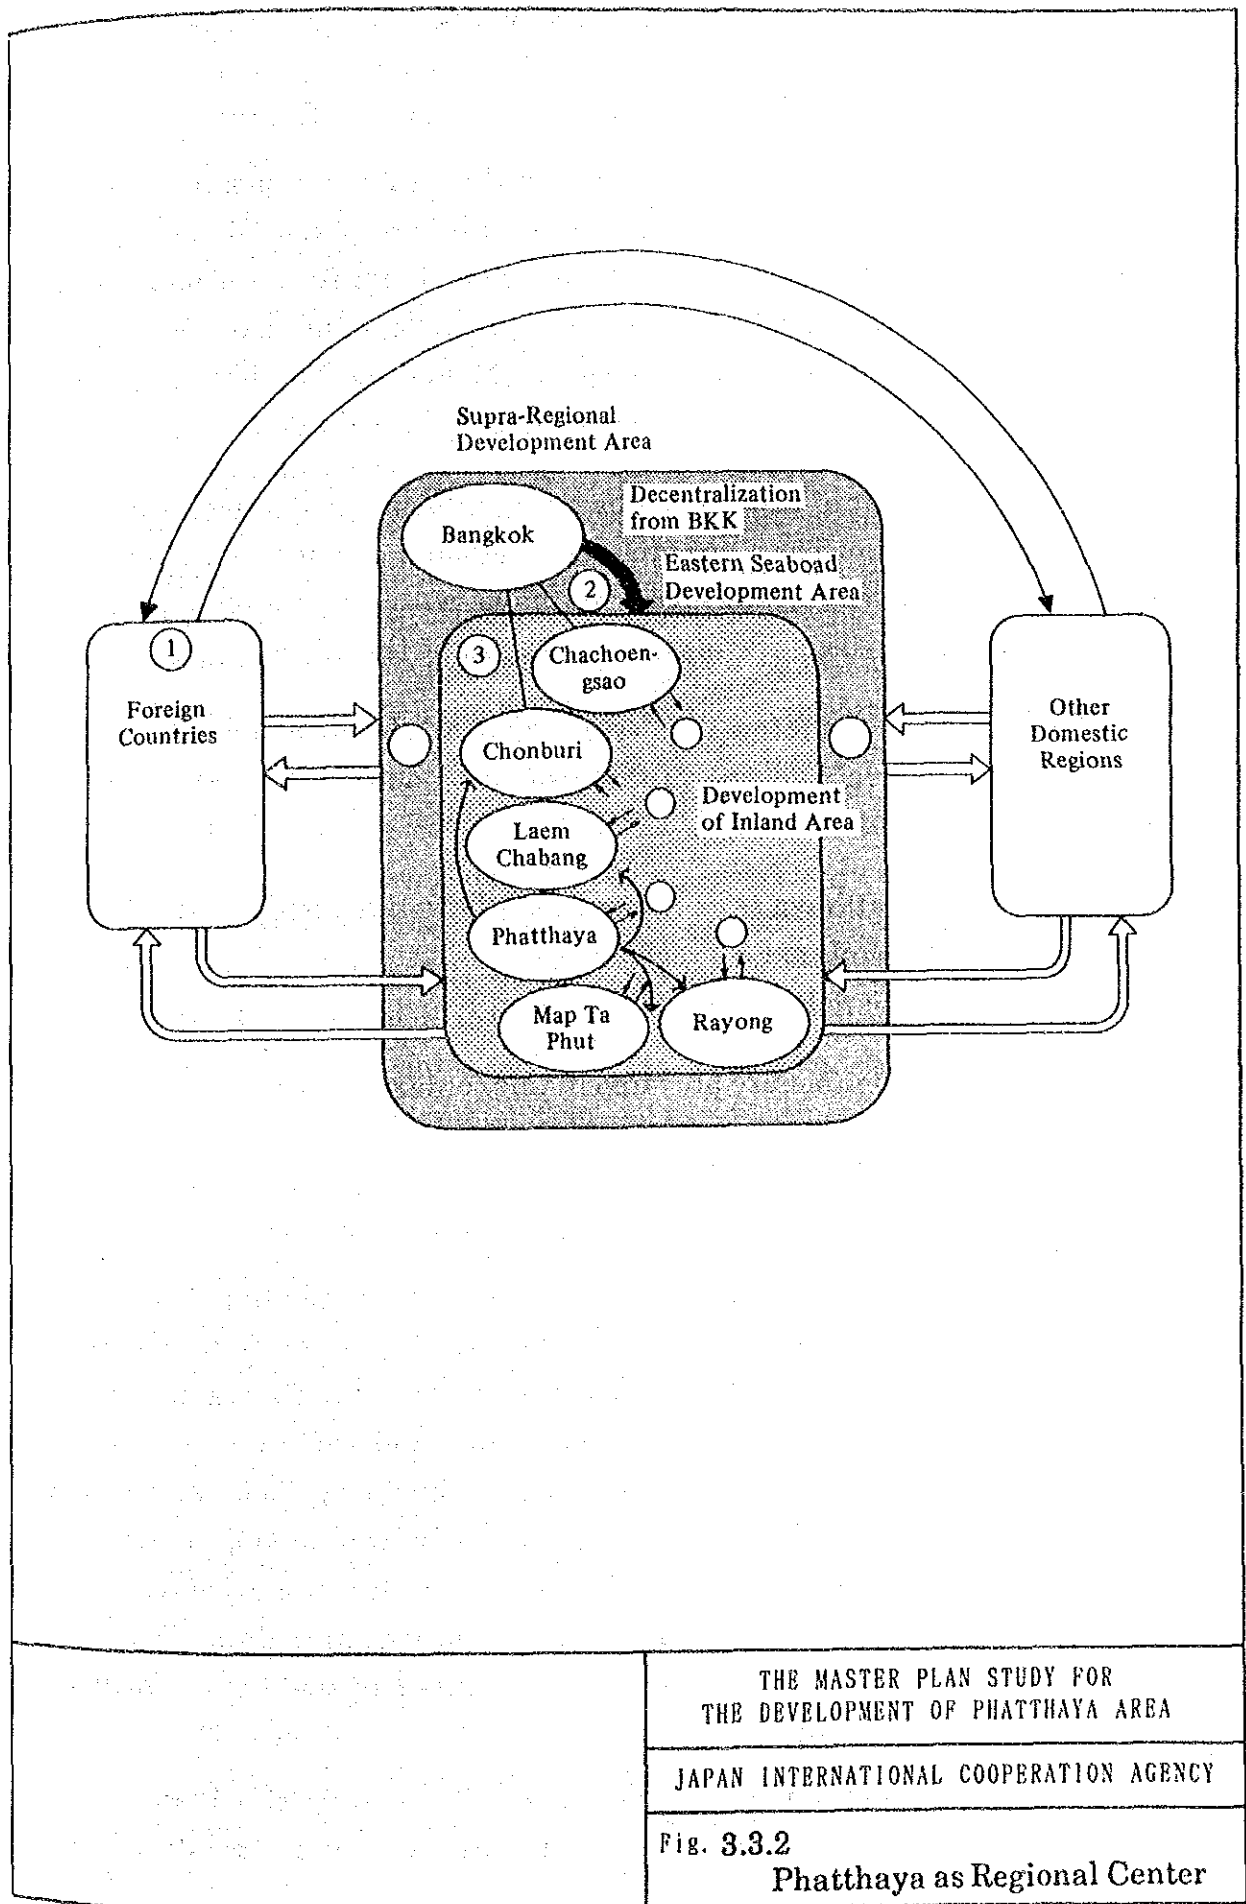 Supra-Regional
Development Area
Bangkok
Decentralization
from BKK
2
Eastern Seaboad
Development Area
1
Foreign
Countries
3
Chachoen-
gsao
Other
Domestic
Regions
Chonburi
Development
of Inland Area
Laem
Chabang
Phatthaya
Map Ta
Phut
Rayong
THE MASTER PLAN STUDY FOR
THE DEVELOPMENT OF PHATTHAYA AREA
JAPAN INTERNATIONAL COOPERATION AGENCY
Fig. 3.3.2
Phatthaya as Regional Center